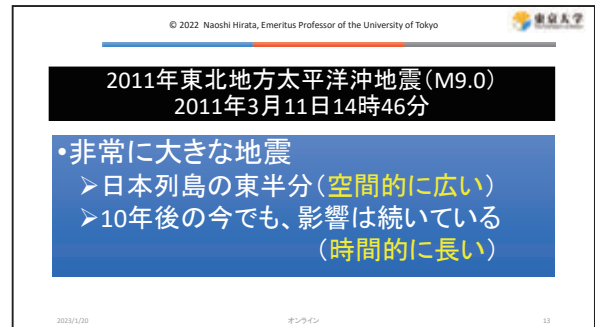 © 2022 Naoshi Hirata, Emeritus Professor of the University of Tokyo
東京大学
2011年東北地方太平洋沖地震(M9.0)
2011年3月11日14時46分
•非常に大きな地震
➢日本列島の東半分(空間的に広い)
➢10年後の今でも、影響は続いている
(時間的に長い)
2023/1/20 オンライン 13